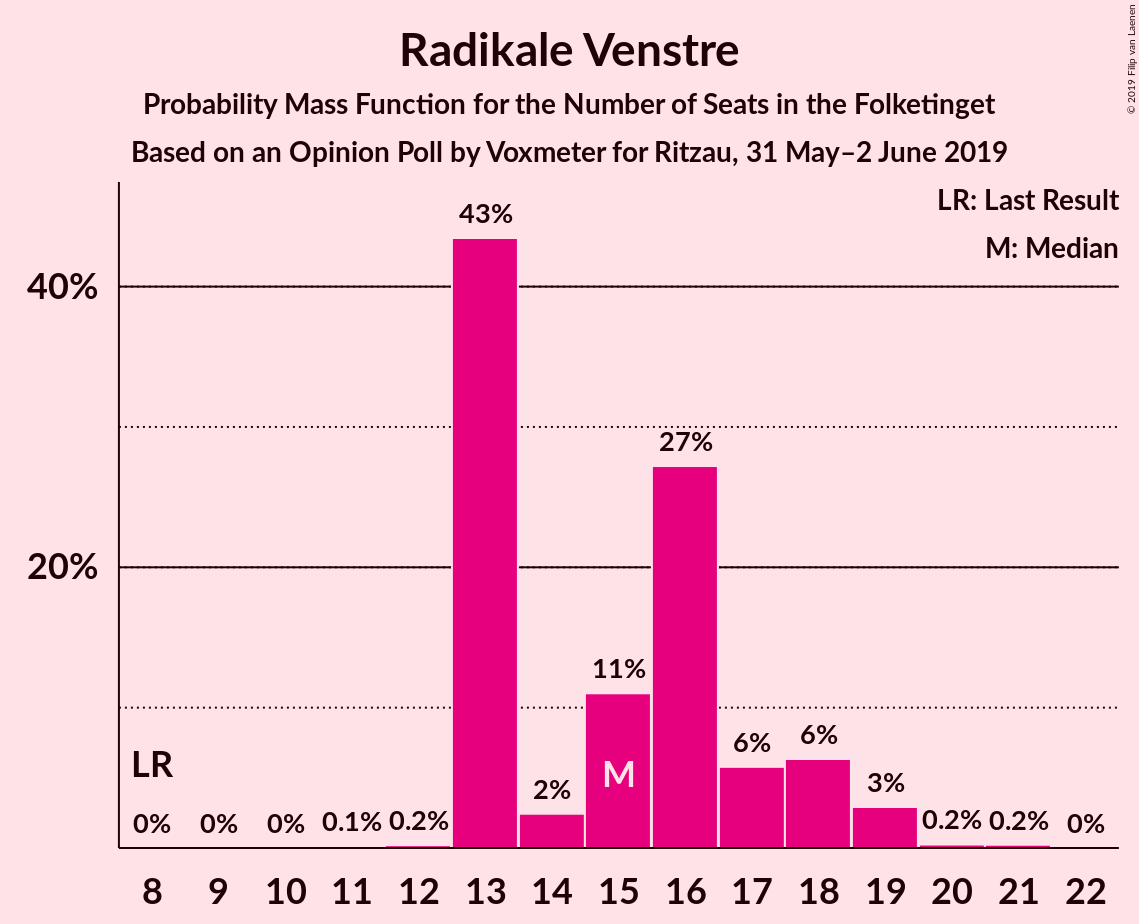 Radikale Venstre
Probability Mass Function for the Number of Seats in the Folketinget
Based on an Opinion Poll by Voxmeter for Ritzau, 31 May–2 June 2019
© 2019 Filip van Laenen
LR: Last Result
M: Median
43%
40%
27%
20%
11%
6%
6%
3%
2%
LR
M
0%
0%
0%
0.1%
0.2%
0.2%
0.2%
0%
8 9 10 11 12 13 14 15 16 17 18 19 20 21 22